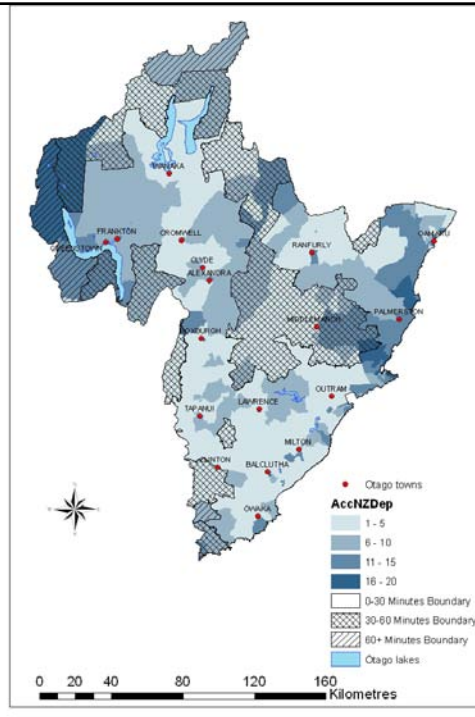 WANAKA
FRANKTON
QUEENSTOWN
CROMWELL
CLYDE
ALEXANDRA
RANFURLY
OAMARU
PALMERSTON
MIDDLEMARCH
ROXBURGH
OUTRAM
LAWRENCE
TAPANUI
MILTON
CLINTON
BALCLUTHA
OWAKA
Otago towns
AccNZDep
1 - 5
6 - 10
11 - 15
16 - 20
0-30 Minutes Boundary
30-60 Minutes Boundary
60+ Minutes Boundary
Otago lakes
0 20 40 80 120 160
Kilometres